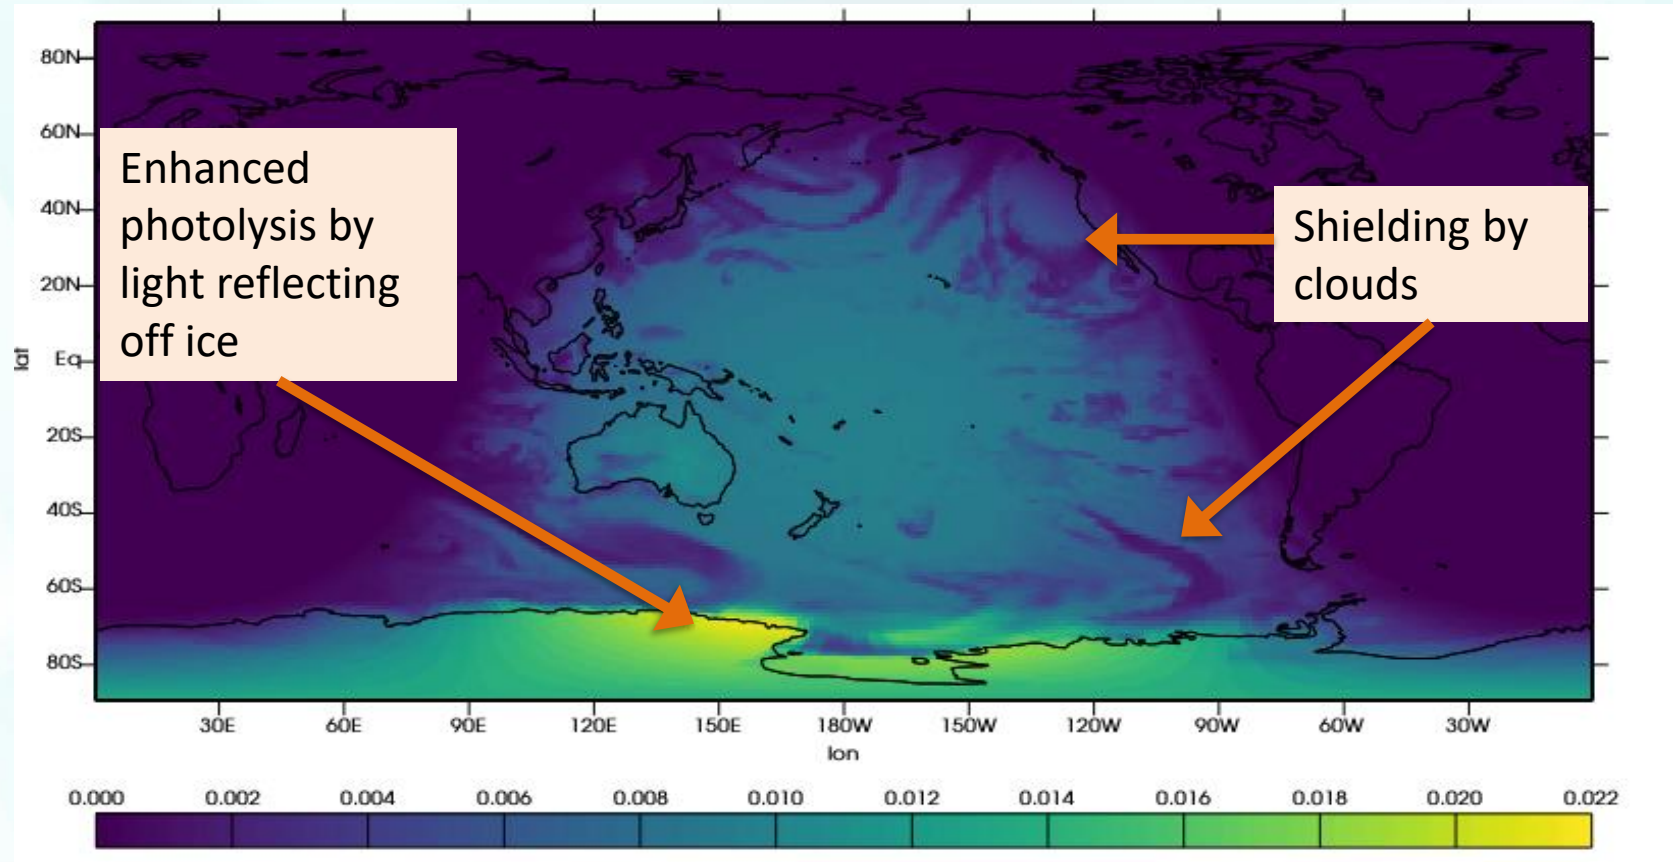 80N
60N
40N
20N
Eq
20S
40S
60S
80S
lat
Enhanced
photolysis by
light reflecting
off ice
Shielding by
clouds
30E 60E 90E 120E 150E 180W 150W 120W 90W 60W 30W
lon
0.000 0.002 0.004 0.006 0.008 0.010 0.012 0.014 0.016 0.018 0.020 0.022